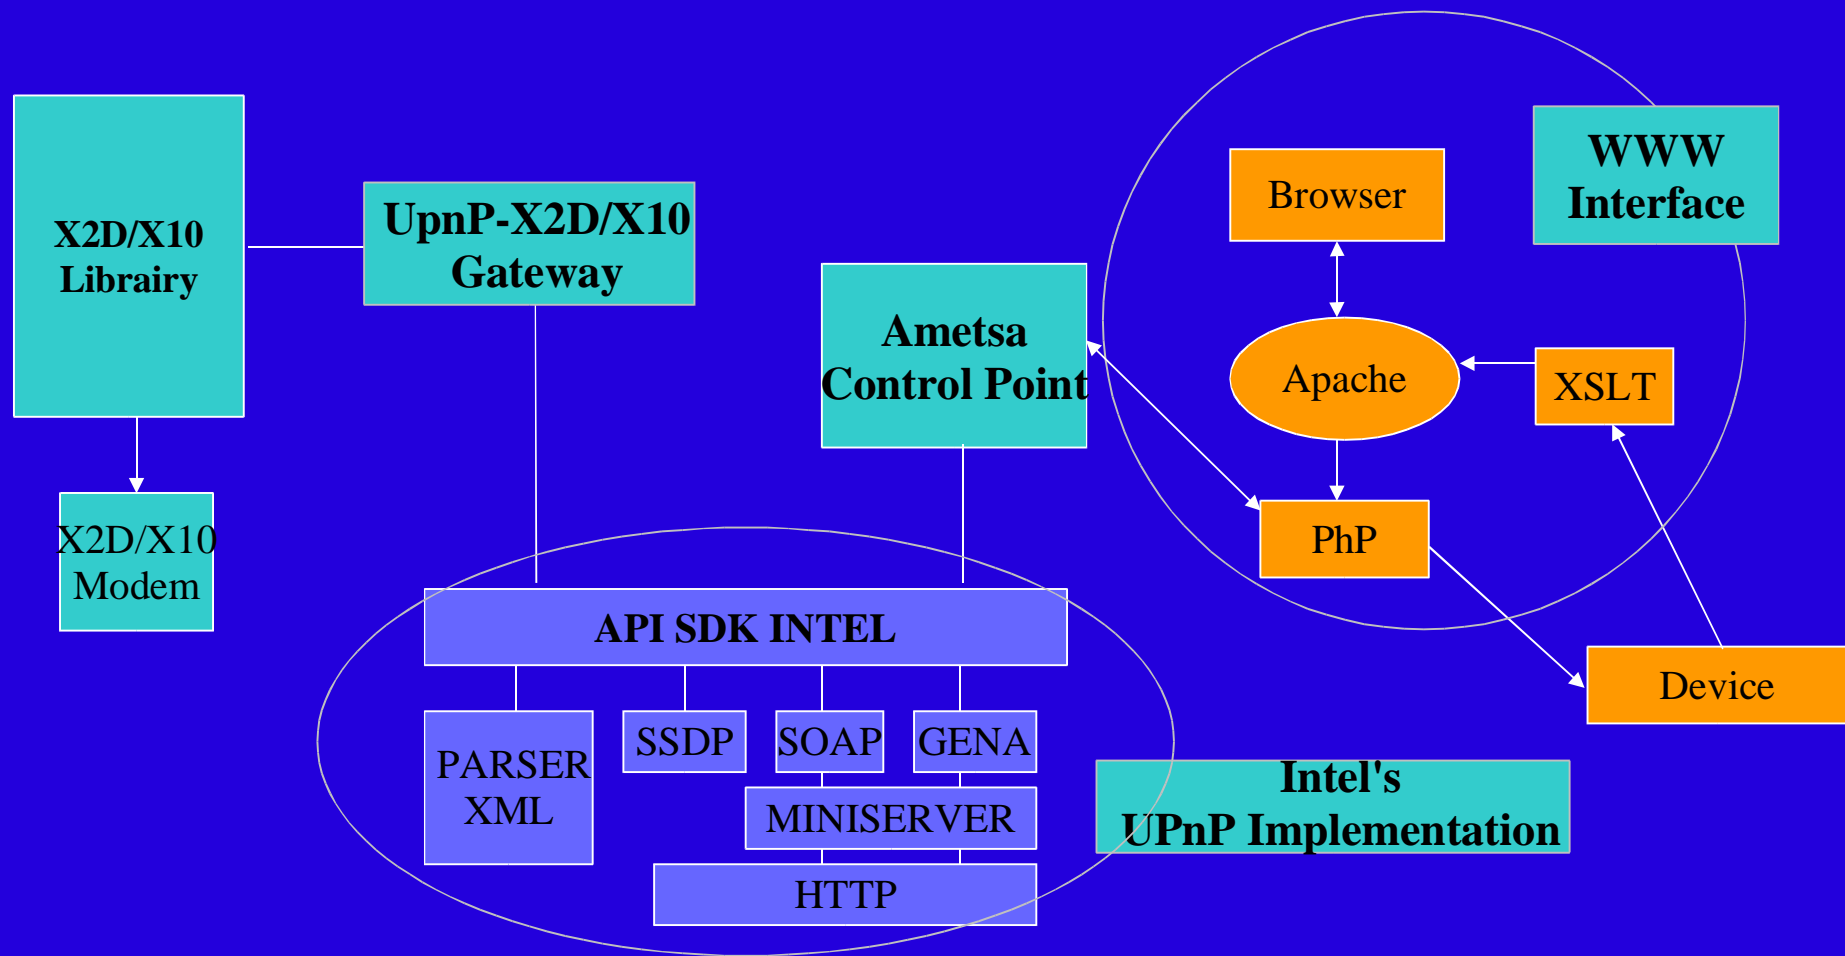 X2D/X10
Librairy
UpnP-X2D/X10
Gateway
X2D/X10
Modem
Ametsa
Control Point
WWW
Interface
Browser
Apache
XSLT
PhP
Device
API SDK INTEL
PARSER
XML
SSDP
SOAP
GENA
MINISERVER
HTTP
Intel's
UPnP Implementation